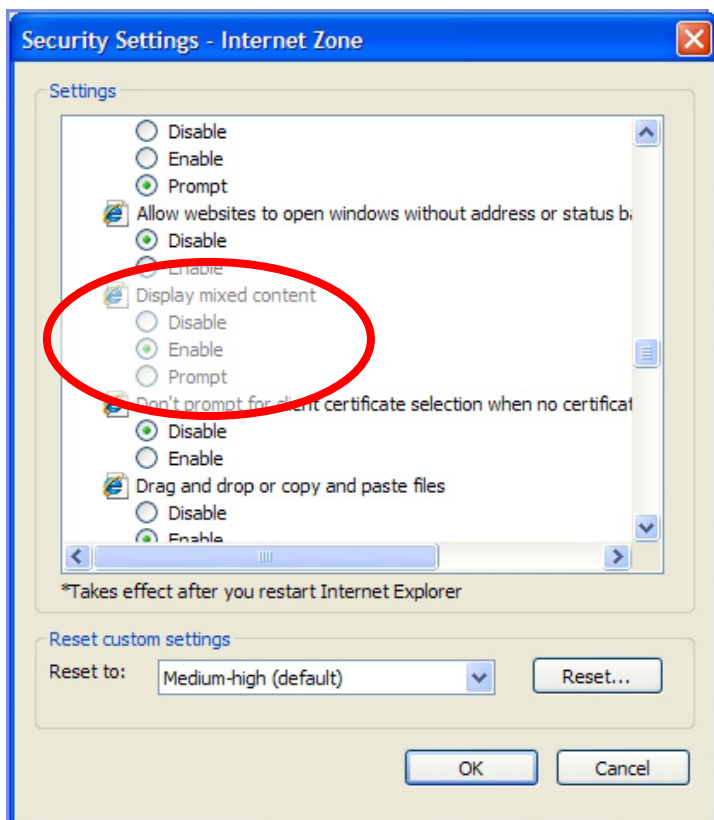 Security Settings - Internet Zone
Settings
Disable
Enable
Prompt
Allow websites to open windows without address or status ba
Disable
Enable
Display mixed content
Disable
Enable
Prompt
Don't prompt for client certificate selection when no certificat
Disable
Enable
Drag and drop or copy and paste files
Disable
Enable
*Takes effect after you restart Internet Explorer
Reset custom settings
Reset to: Medium-high (default) Reset...
OK Cancel